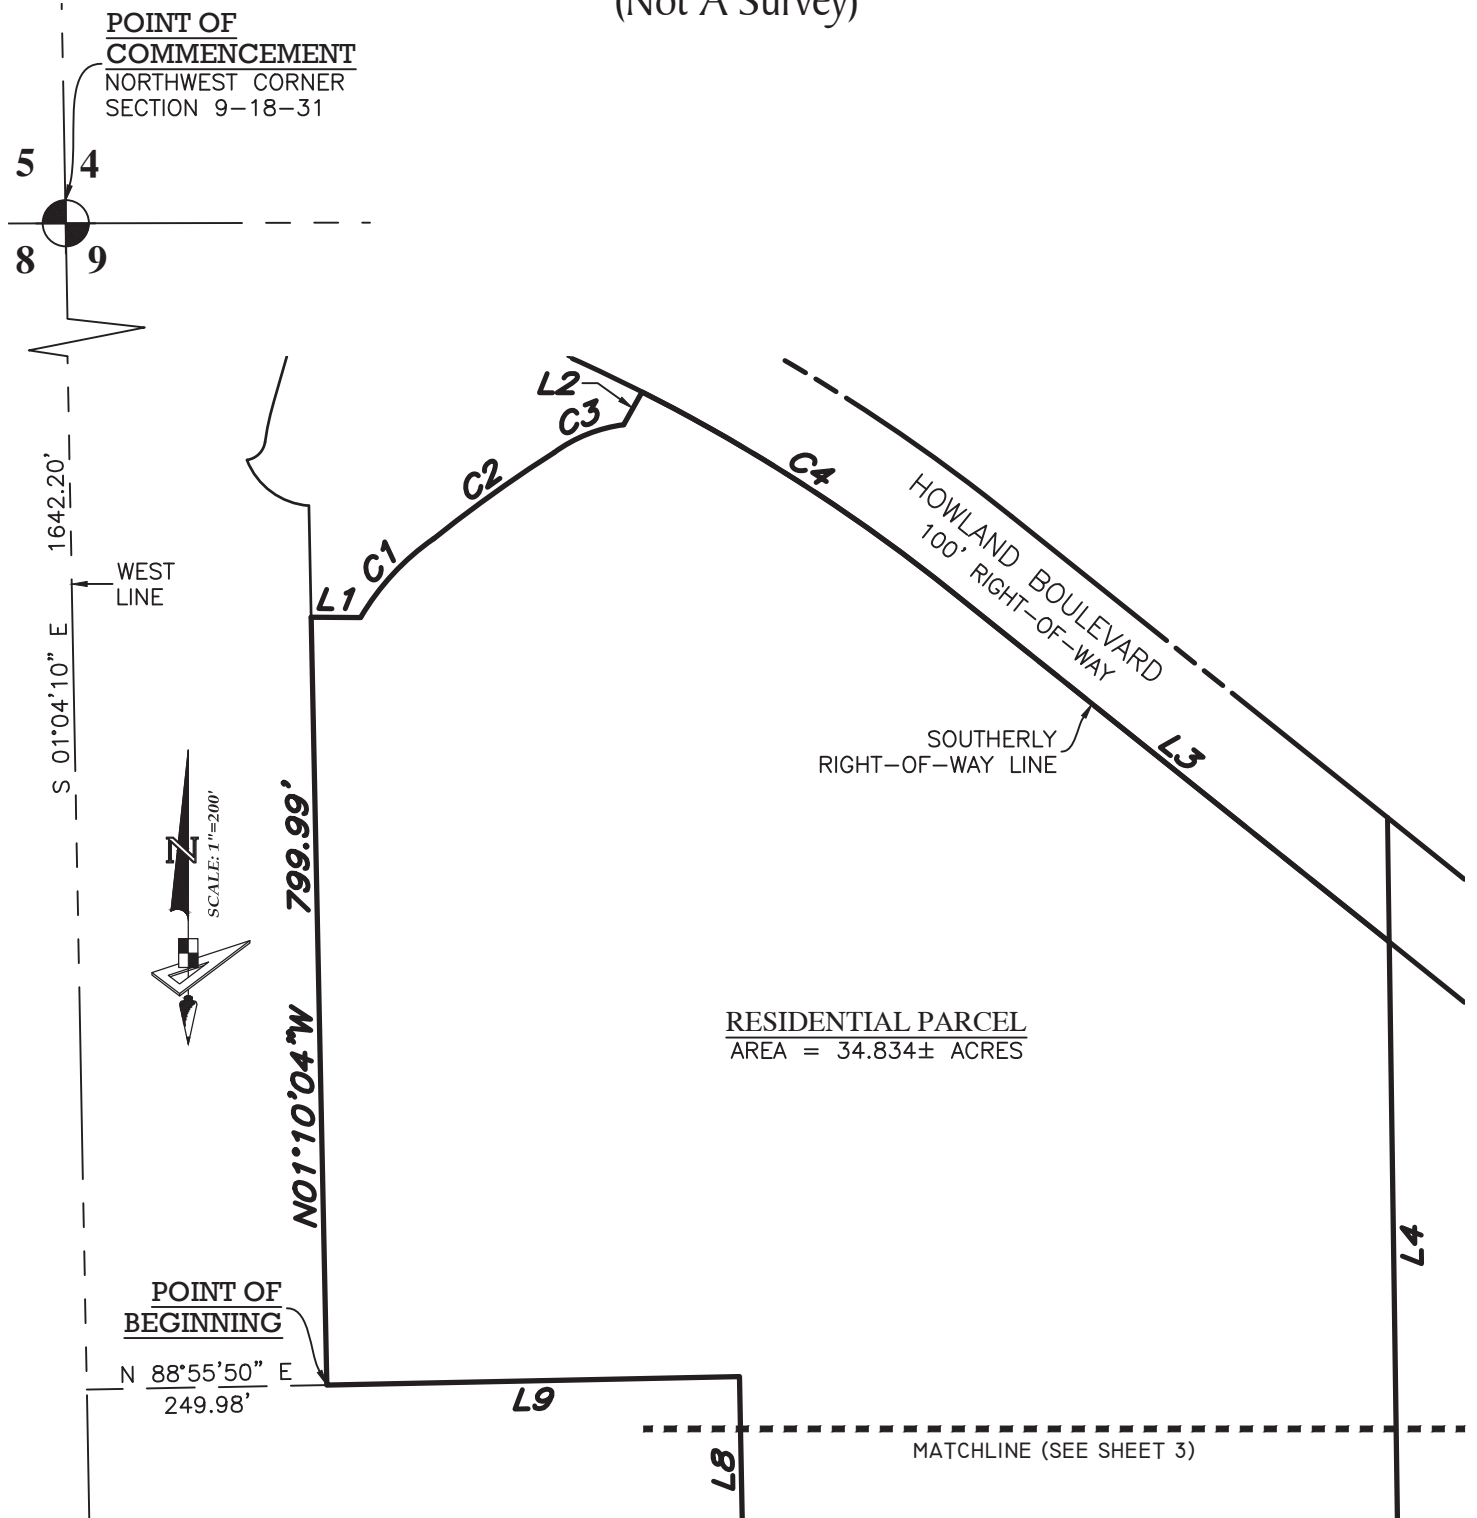 (Not A Survey)
POINT OF
COMMENCEMENT
NORTHWEST CORNER
SECTION 9-18-31
5 4
8 9
L2
C3
C2
C4
C1
L1
1642.20'
S 01°04'10" E
WEST
LINE
HOWLAND BOULEVARD
100' RIGHT-OF-WAY
SOUTHERLY
RIGHT-OF-WAY LINE
L3
N
SCALE: 1"=200'
N01°10'04"W 799.66'
RESIDENTIAL PARCEL
AREA = 34.834± ACRES
L4
POINT OF
BEGINNING
N 88°55'50" E
249.98'
L9
L8
MATCHLINE (SEE SHEET 3)